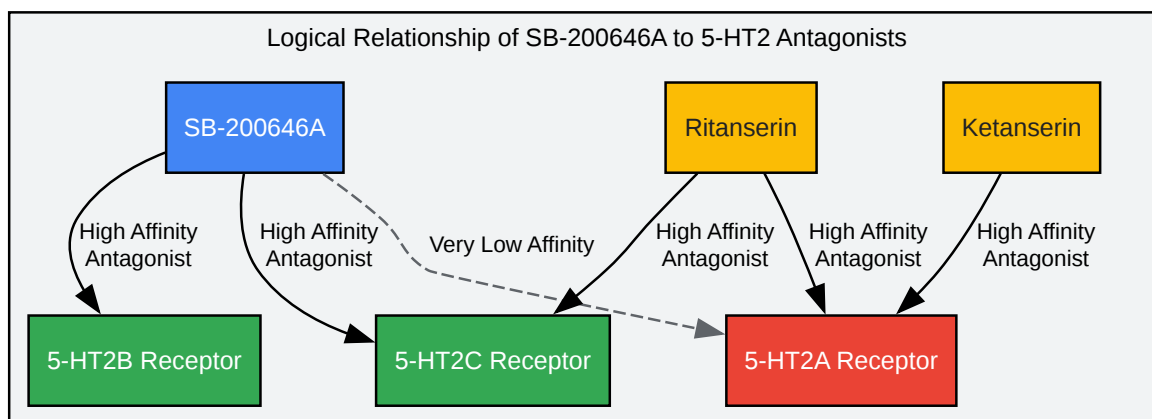 Logical Relationship of SB-200646A to 5-HT2 Antagonists
SB-200646A
Ritanserin
Ketanserin
High Affinity
Antagonist
High Affinity
Antagonist
Very Low Affinity
High Affinity
Antagonist
High Affinity
Antagonist
High Affinity
Antagonist
5-HT2B Receptor
5-HT2C Receptor
5-HT2A Receptor